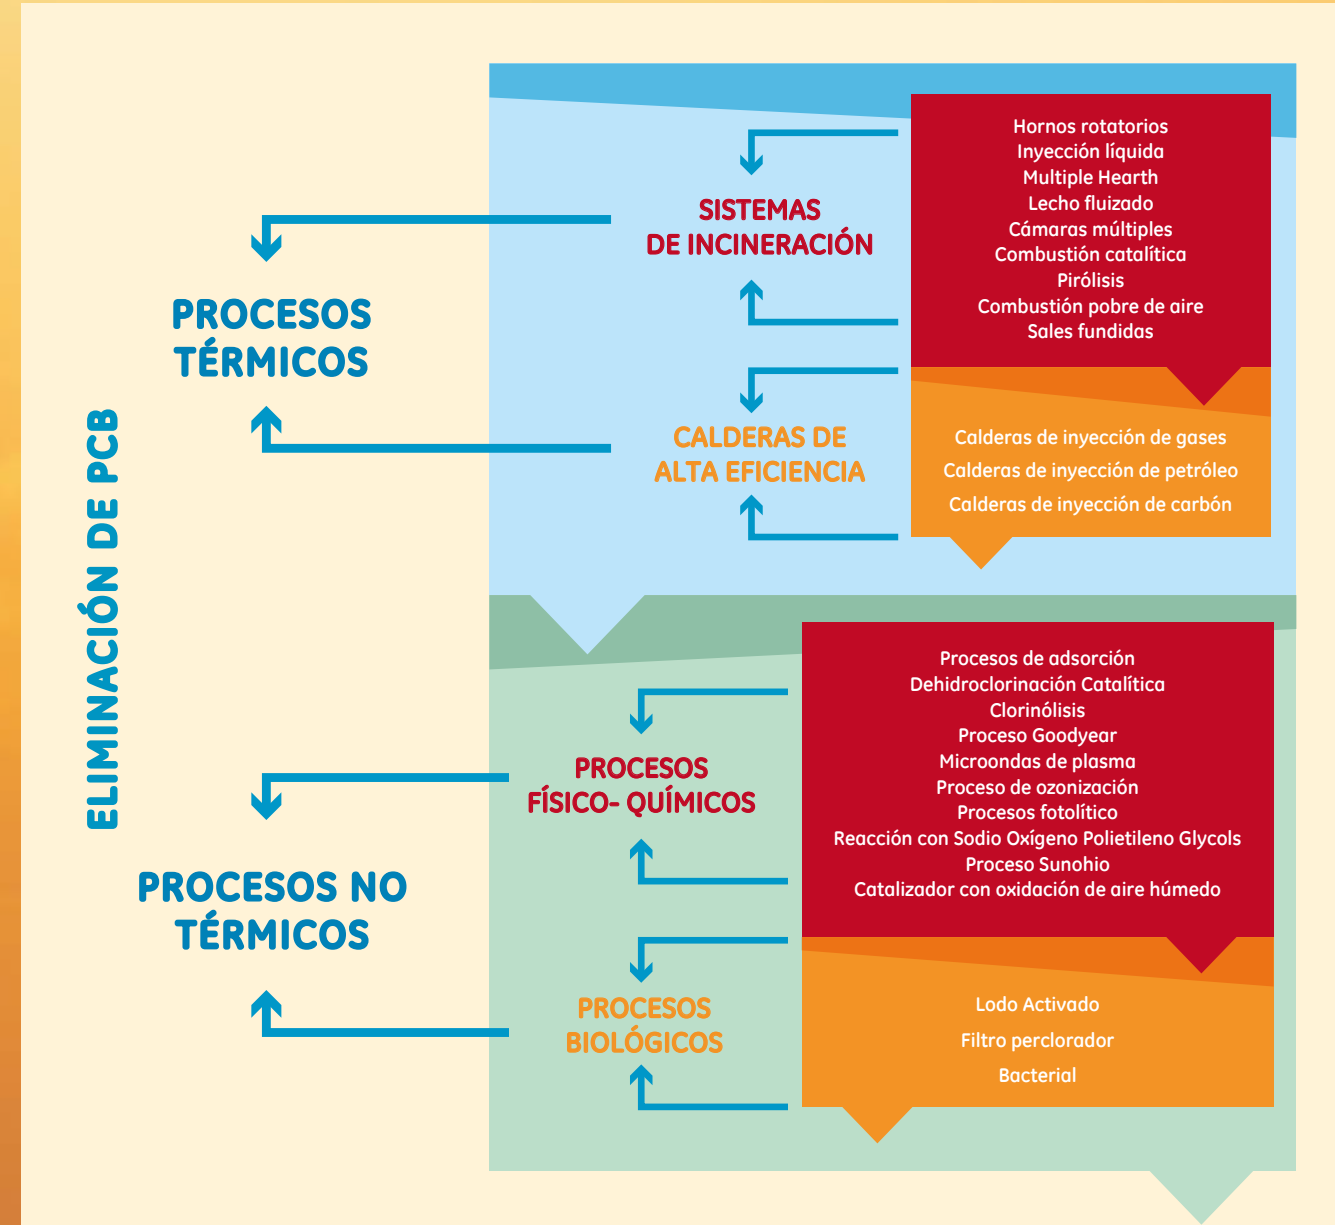 ELIMINACIÓN DE PCB
PROCESOS
TÉRMICOS
SISTEMAS
DE INCINERACIÓN
Hornos rotatorios
Inyección líquida
Multiple Hearth
Lecho fluizado
Cámaras múltiples
Combustión catalítica
Pirólisis
Combustión pobre de aire
Sales fundidas
CALDERAS DE
ALTA EFICIENCIA
Calderas de inyección de gases
Calderas de inyección de petróleo
Calderas de inyección de carbón
PROCESOS NO
TÉRMICOS
PROCESOS
FÍSICO- QUÍMICOS
Procesos de adsorción
Dehidroclorinación Catalítica
Clorinólisis
Proceso Goodyear
Microondas de plasma
Proceso de ozonización
Procesos fotolítico
Reacción con Sodio Oxígeno Polietileno Glycols
Proceso Sunohio
Catalizador con oxidación de aire húmedo
PROCESOS
BIOLÓGICOS
Lodo Activado
Filtro perclorador
Bacterial